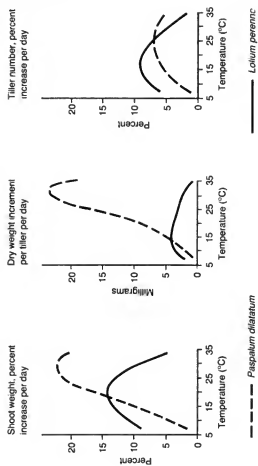 Shoot weight, percent
increase per day
Percent
20
15
10
5
0
5
15
25
35
Temperature (°C)
Dry weight increment
per tiller per day
Milligrams
20
15
10
5
0
5
15
25
35
Temperature (°C)
Tiller number, percent
increase per day
Percent
20
15
10
5
0
5
15
25
35
Temperature (°C)
Paspalum dilatatum
Lolium perennc